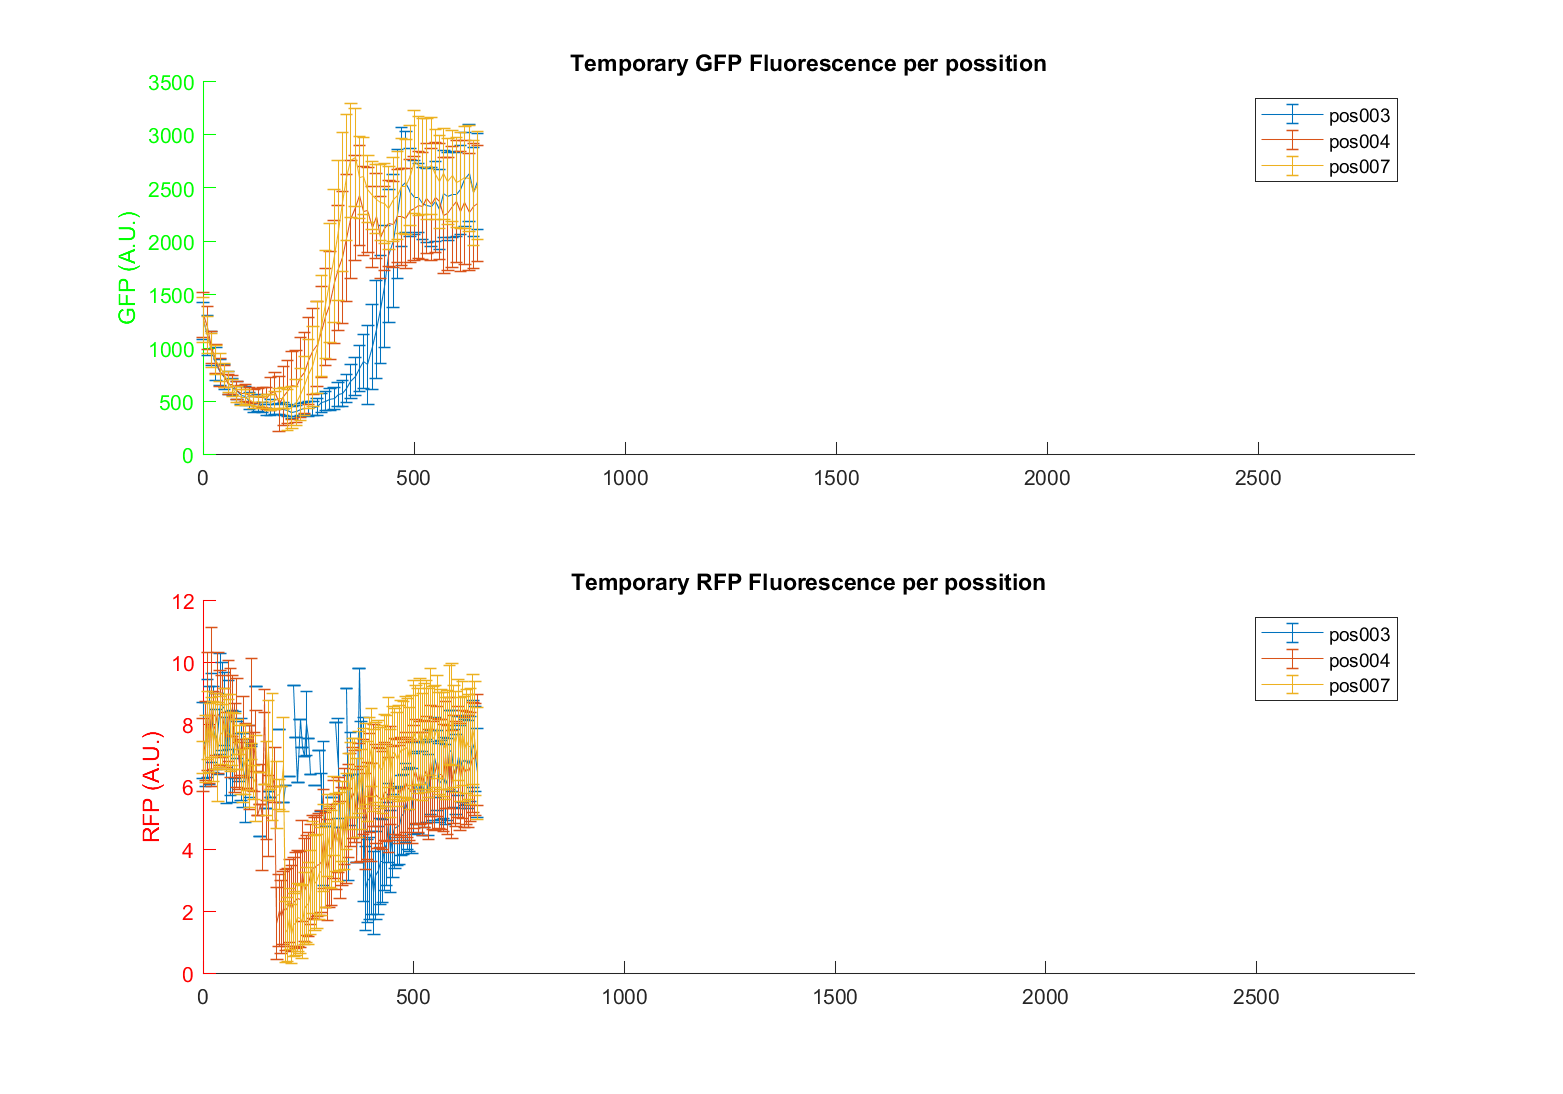 Temporary GFP Fluorescence per possition
3500
3000
2500
2000
1500
1000
500
0
GFP (A.U.)
pos003
pos004
pos007
0 500 1000 1500 2000 2500
Temporary RFP Fluorescence per possition
12
10
8
6
4
2
0
RFP (A.U.)
pos003
pos004
pos007
0 500 1000 1500 2000 2500